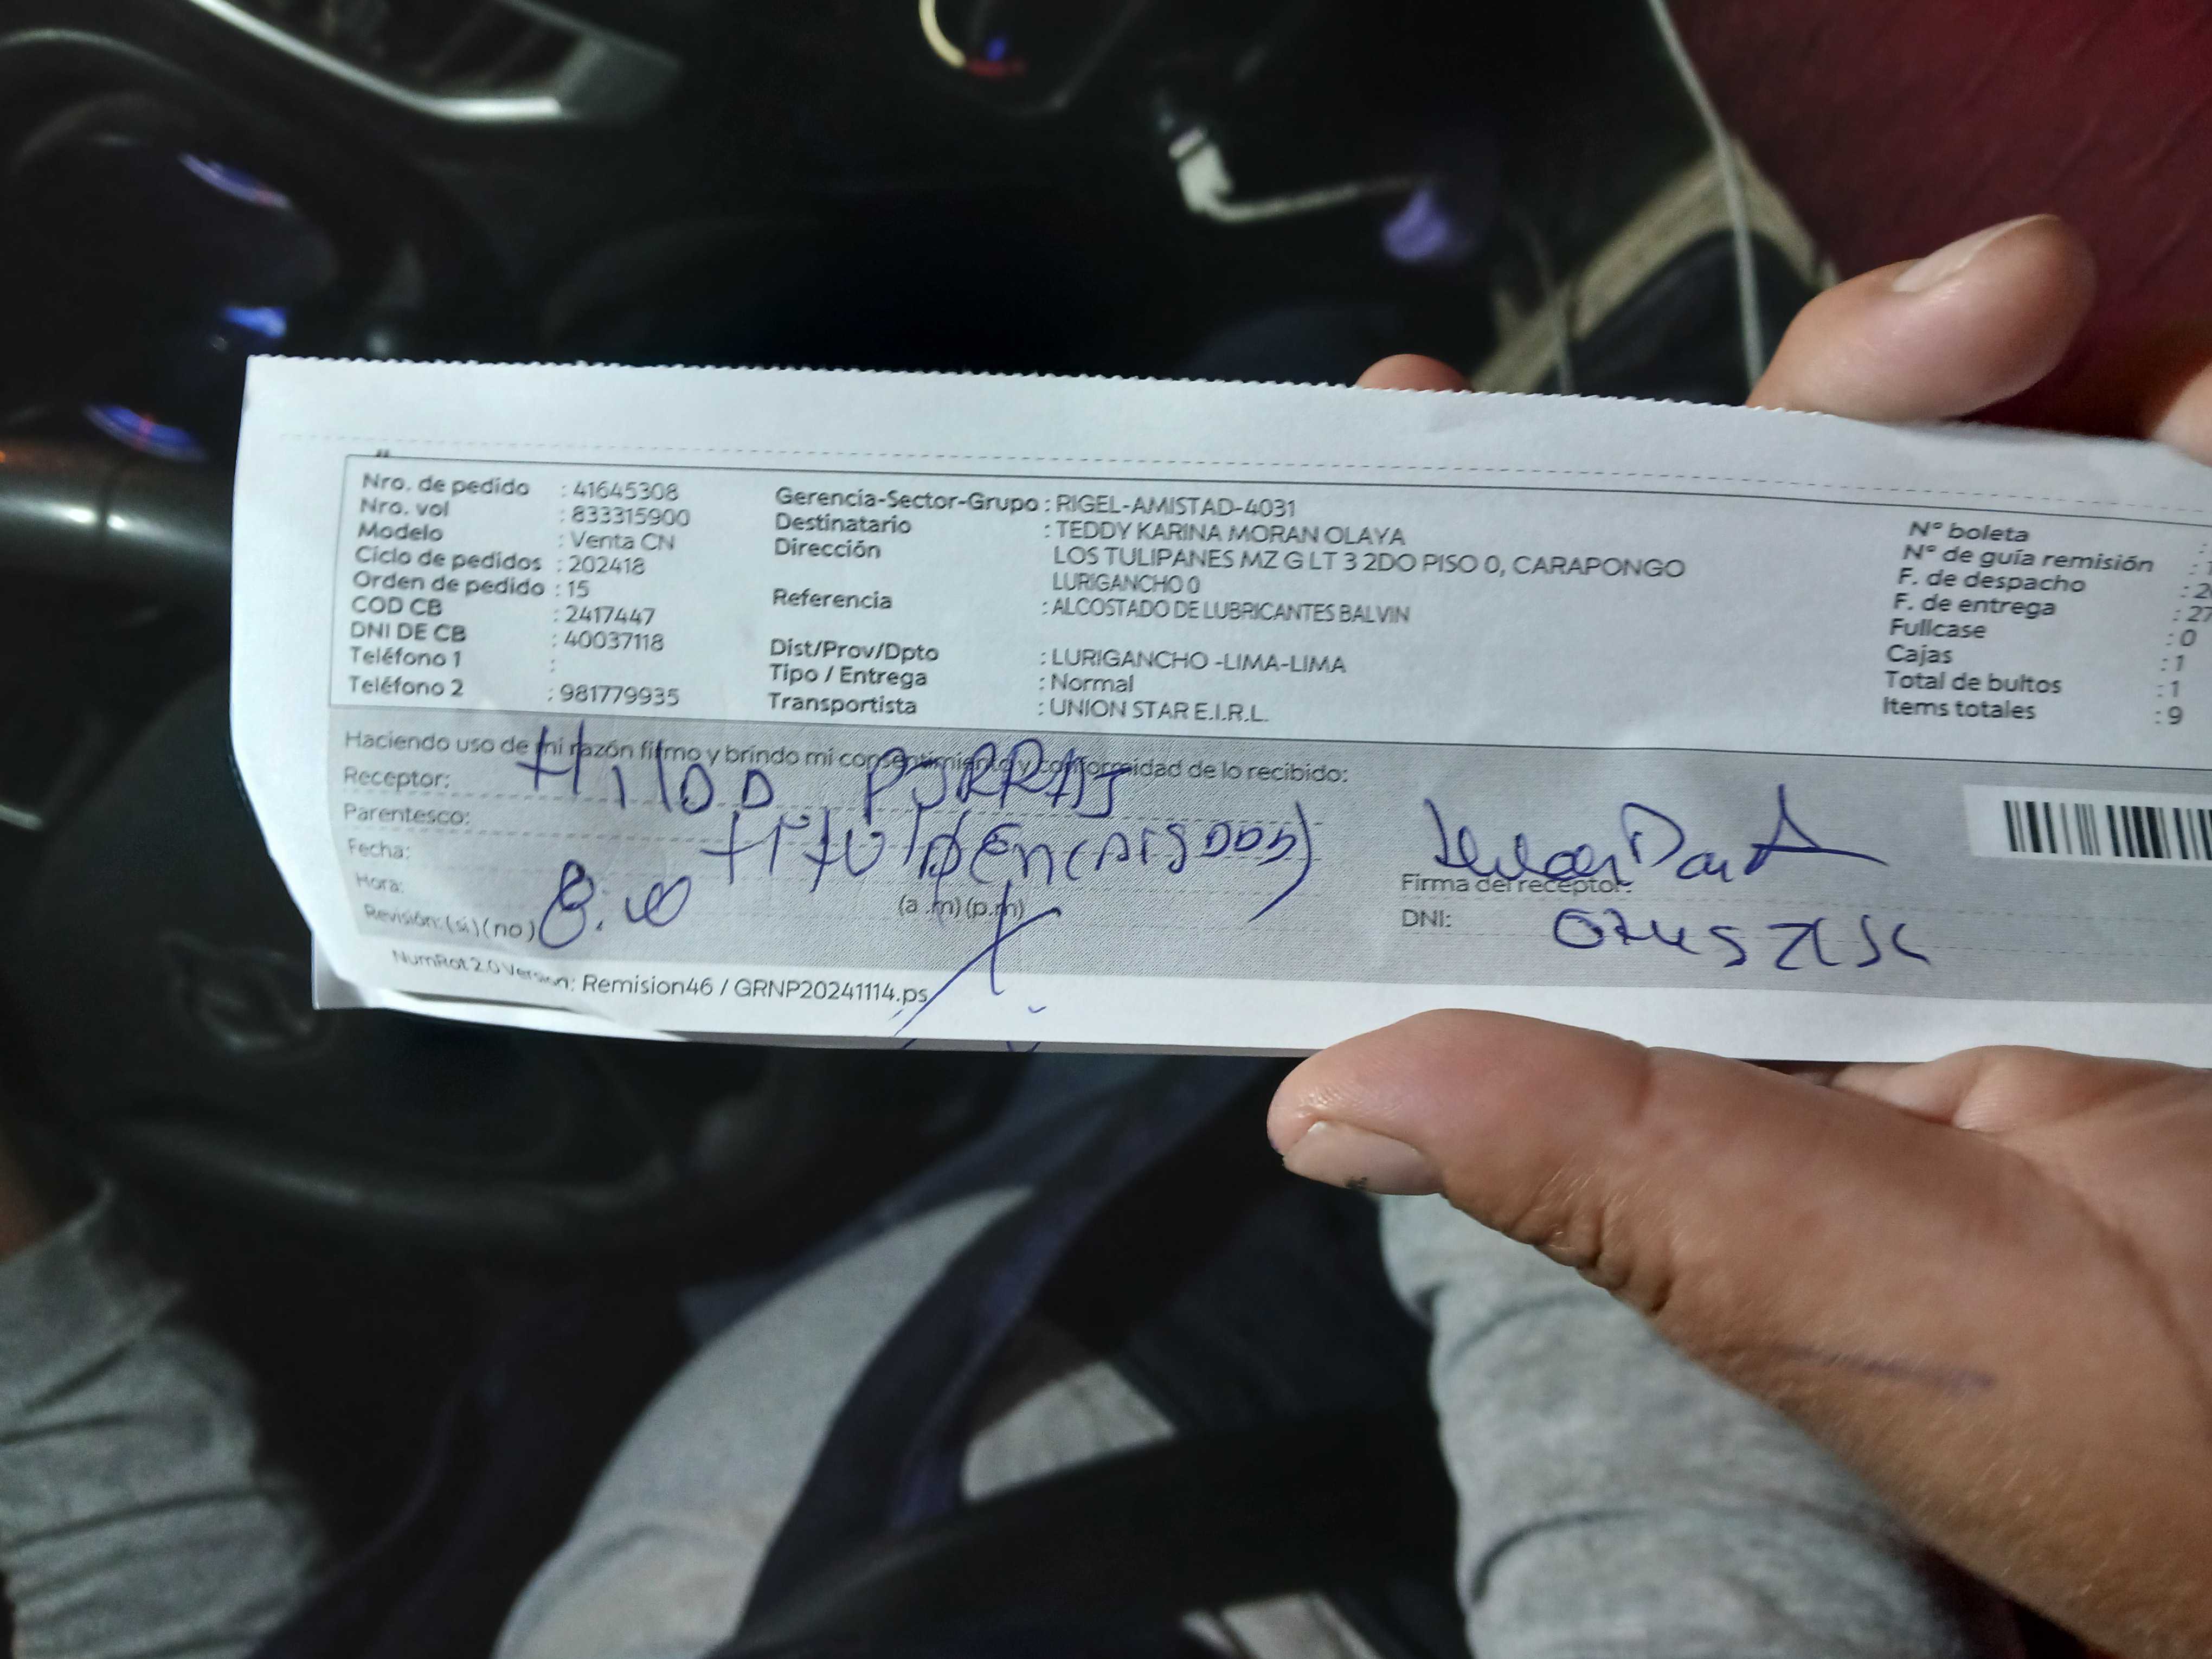 Nro. de pedido : 41645308
Nro. vol : 833315900
Modelo : Venta CN
Ciclo de pedidos : 202418
Orden de pedido : 15
COD CB : 2417447
DNI DE CB : 40037118
Teléfono 1 :
Teléfono 2 : 981779935
Gerencia-Sector-Grupo : RIGEL-AMISTAD-4031
Destinatario : TEDDY KARINA MORAN OLAYA
Dirección LOS TULIPANES MZ G LT 3 2DO PISO 0, CARAPONGO
LURIGANCHO 0
Referencia : ALCOSTADO DE LUBRICANTES BALVIN
Dist/Prov/Dpto : LURIGANCHO -LIMA-LIMA
Tipo / Entrega : Normal
Transportista : UNION STAR E.I.R.L.
N° boleta :
N° de guía remisión : 1
F. de despacho : 2
F. de entrega : 27
Fullcase : 0
Cajas : 1
Total de bultos : 1
Items totales : 9
Haciendo uso de mi razón firmo y brindo mi consentimiento y conformidad de lo recibido:
Receptor:
Parentesco:
Fecha:
Hora: (a.m) (p.m)
Revisión: (si) (no)
Firma del receptor:
DNI:
NumRot 2.0 Version: Remision46 / GRNP20241114.ps